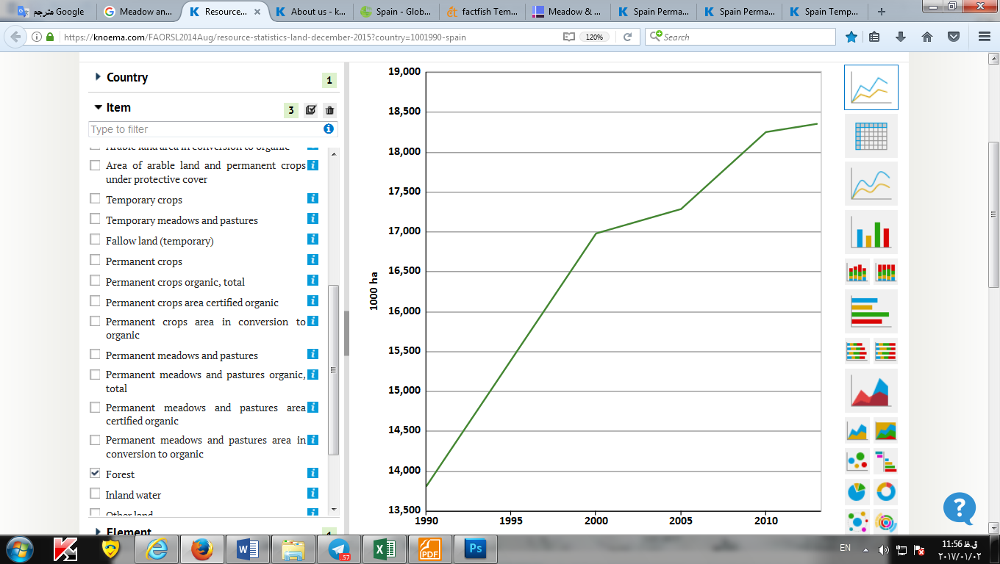 مترجم Google
Meadow an...
Resource...
About us - k...
Spain - Glob...
factfish Tem...
Meadow & ...
Spain Perma...
Spain Perma...
Spain Temp...
https://knoema.com/FAORSL2014Aug/resource-statistics-land-december-2015?country=1001990-spain
120%
Search
Country
1
Item
3
Type to filter
Arable land area in conversion to organic
Area of arable land and permanent crops
under protective cover
Temporary crops
Temporary meadows and pastures
Fallow land (temporary)
Permanent crops
Permanent crops organic, total
Permanent crops area certified organic
Permanent crops area in conversion to
organic
Permanent meadows and pastures
Permanent meadows and pastures organic,
total
Permanent meadows and pastures area
certified organic
Permanent meadows and pastures area in
conversion to organic
Forest
Inland water
Other land
Element
1
19,000
18,500
18,000
17,500
17,000
16,500
16,000
15,500
15,000
14,500
14,000
13,500
1000 ha
1990
1995
2000
2005
2010
?
W
57
X
PDF
Ps
EN
11:56 ق.ظ
۲۰۱۷/۰۱/۰۲